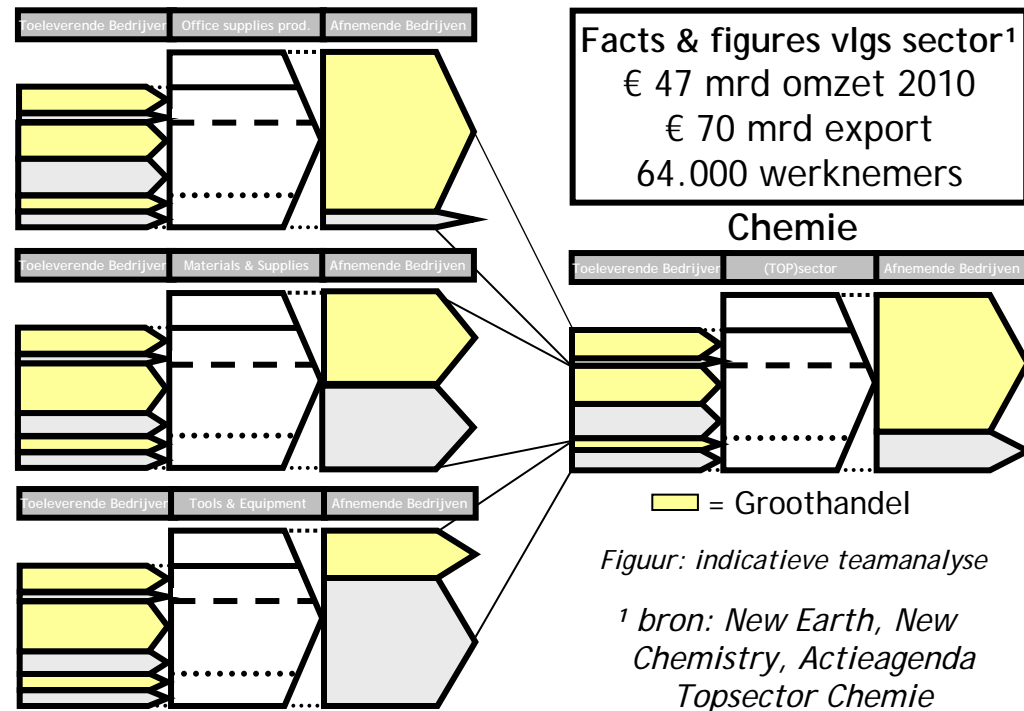 Toeleverende Bedrijven
Office supplies prod.
Afnemende Bedrijven
Toeleverende Bedrijven
Materials & Supplies
Afnemende Bedrijven
Toeleverende Bedrijven
Tools & Equipment
Afnemende Bedrijven
Facts & figures vlgs sector¹
€ 47 mrd omzet 2010
€ 70 mrd export
64.000 werknemers
Chemie
Toeleverende Bedrijven
(TOP)sector
Afnemende Bedrijven
= Groothandel
Figuur: indicatieve teamanalyse
¹ bron: New Earth, New
Chemistry, Actieagenda
Topsector Chemie